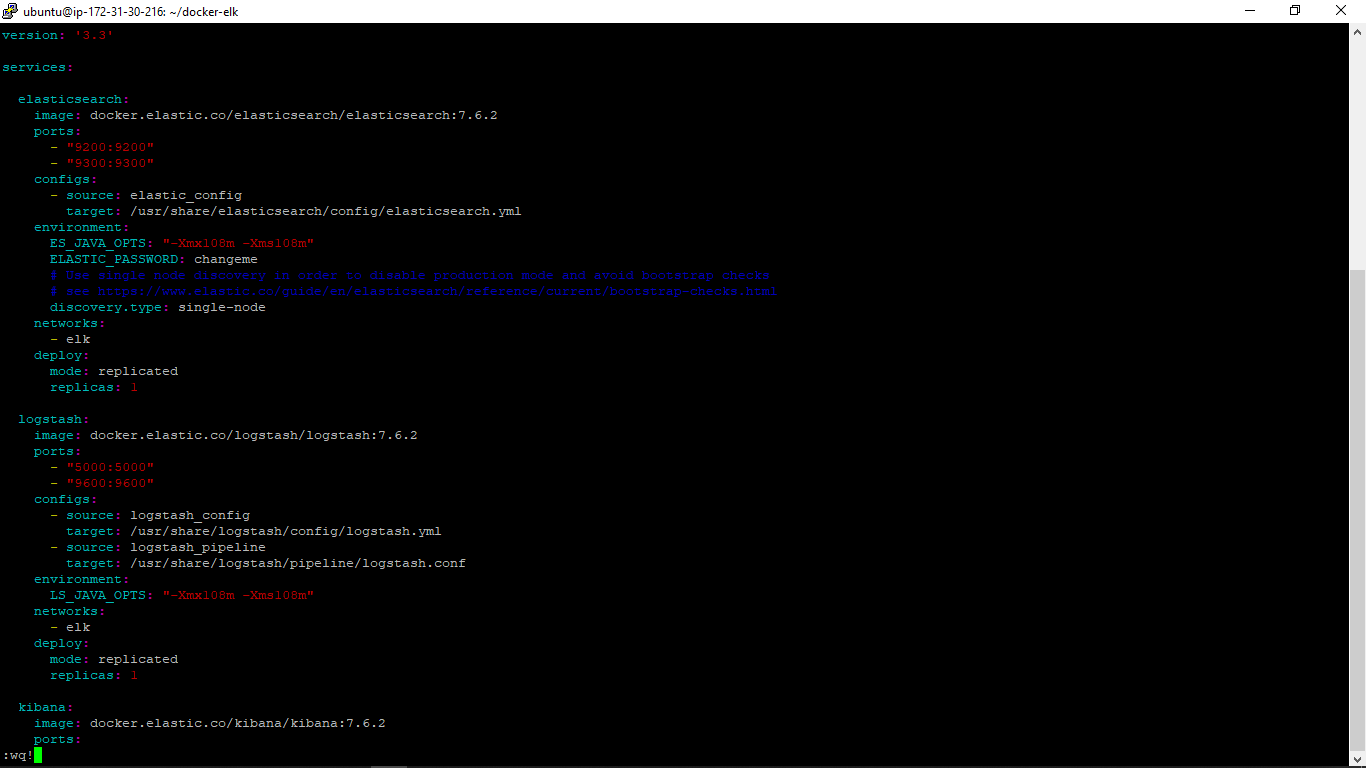 ubuntu@ip-172-31-30-216: ~/docker-elk
version: '3.3'
services:
elasticsearch:
image: docker.elastic.co/elasticsearch/elasticsearch:7.6.2
ports:
- "9200:9200"
- "9300:9300"
configs:
- source: elastic_config
target: /usr/share/elasticsearch/config/elasticsearch.yml
environment:
ES_JAVA_OPTS: "-Xmx108m -Xms108m"
ELASTIC_PASSWORD: changeme
# Use single node discovery in order to disable production mode and avoid bootstrap checks
# see https://www.elastic.co/guide/en/elasticsearch/reference/current/bootstrap-checks.html
discovery.type: single-node
networks:
- elk
deploy:
mode: replicated
replicas: 1
logstash:
image: docker.elastic.co/logstash/logstash:7.6.2
ports:
- "5000:5000"
- "9600:9600"
configs:
- source: logstash_config
target: /usr/share/logstash/config/logstash.yml
- source: logstash_pipeline
target: /usr/share/logstash/pipeline/logstash.conf
environment:
LS_JAVA_OPTS: "-Xmx108m -Xms108m"
networks:
- elk
deploy:
mode: replicated
replicas: 1
kibana:
image: docker.elastic.co/kibana/kibana:7.6.2
ports:
:wq!